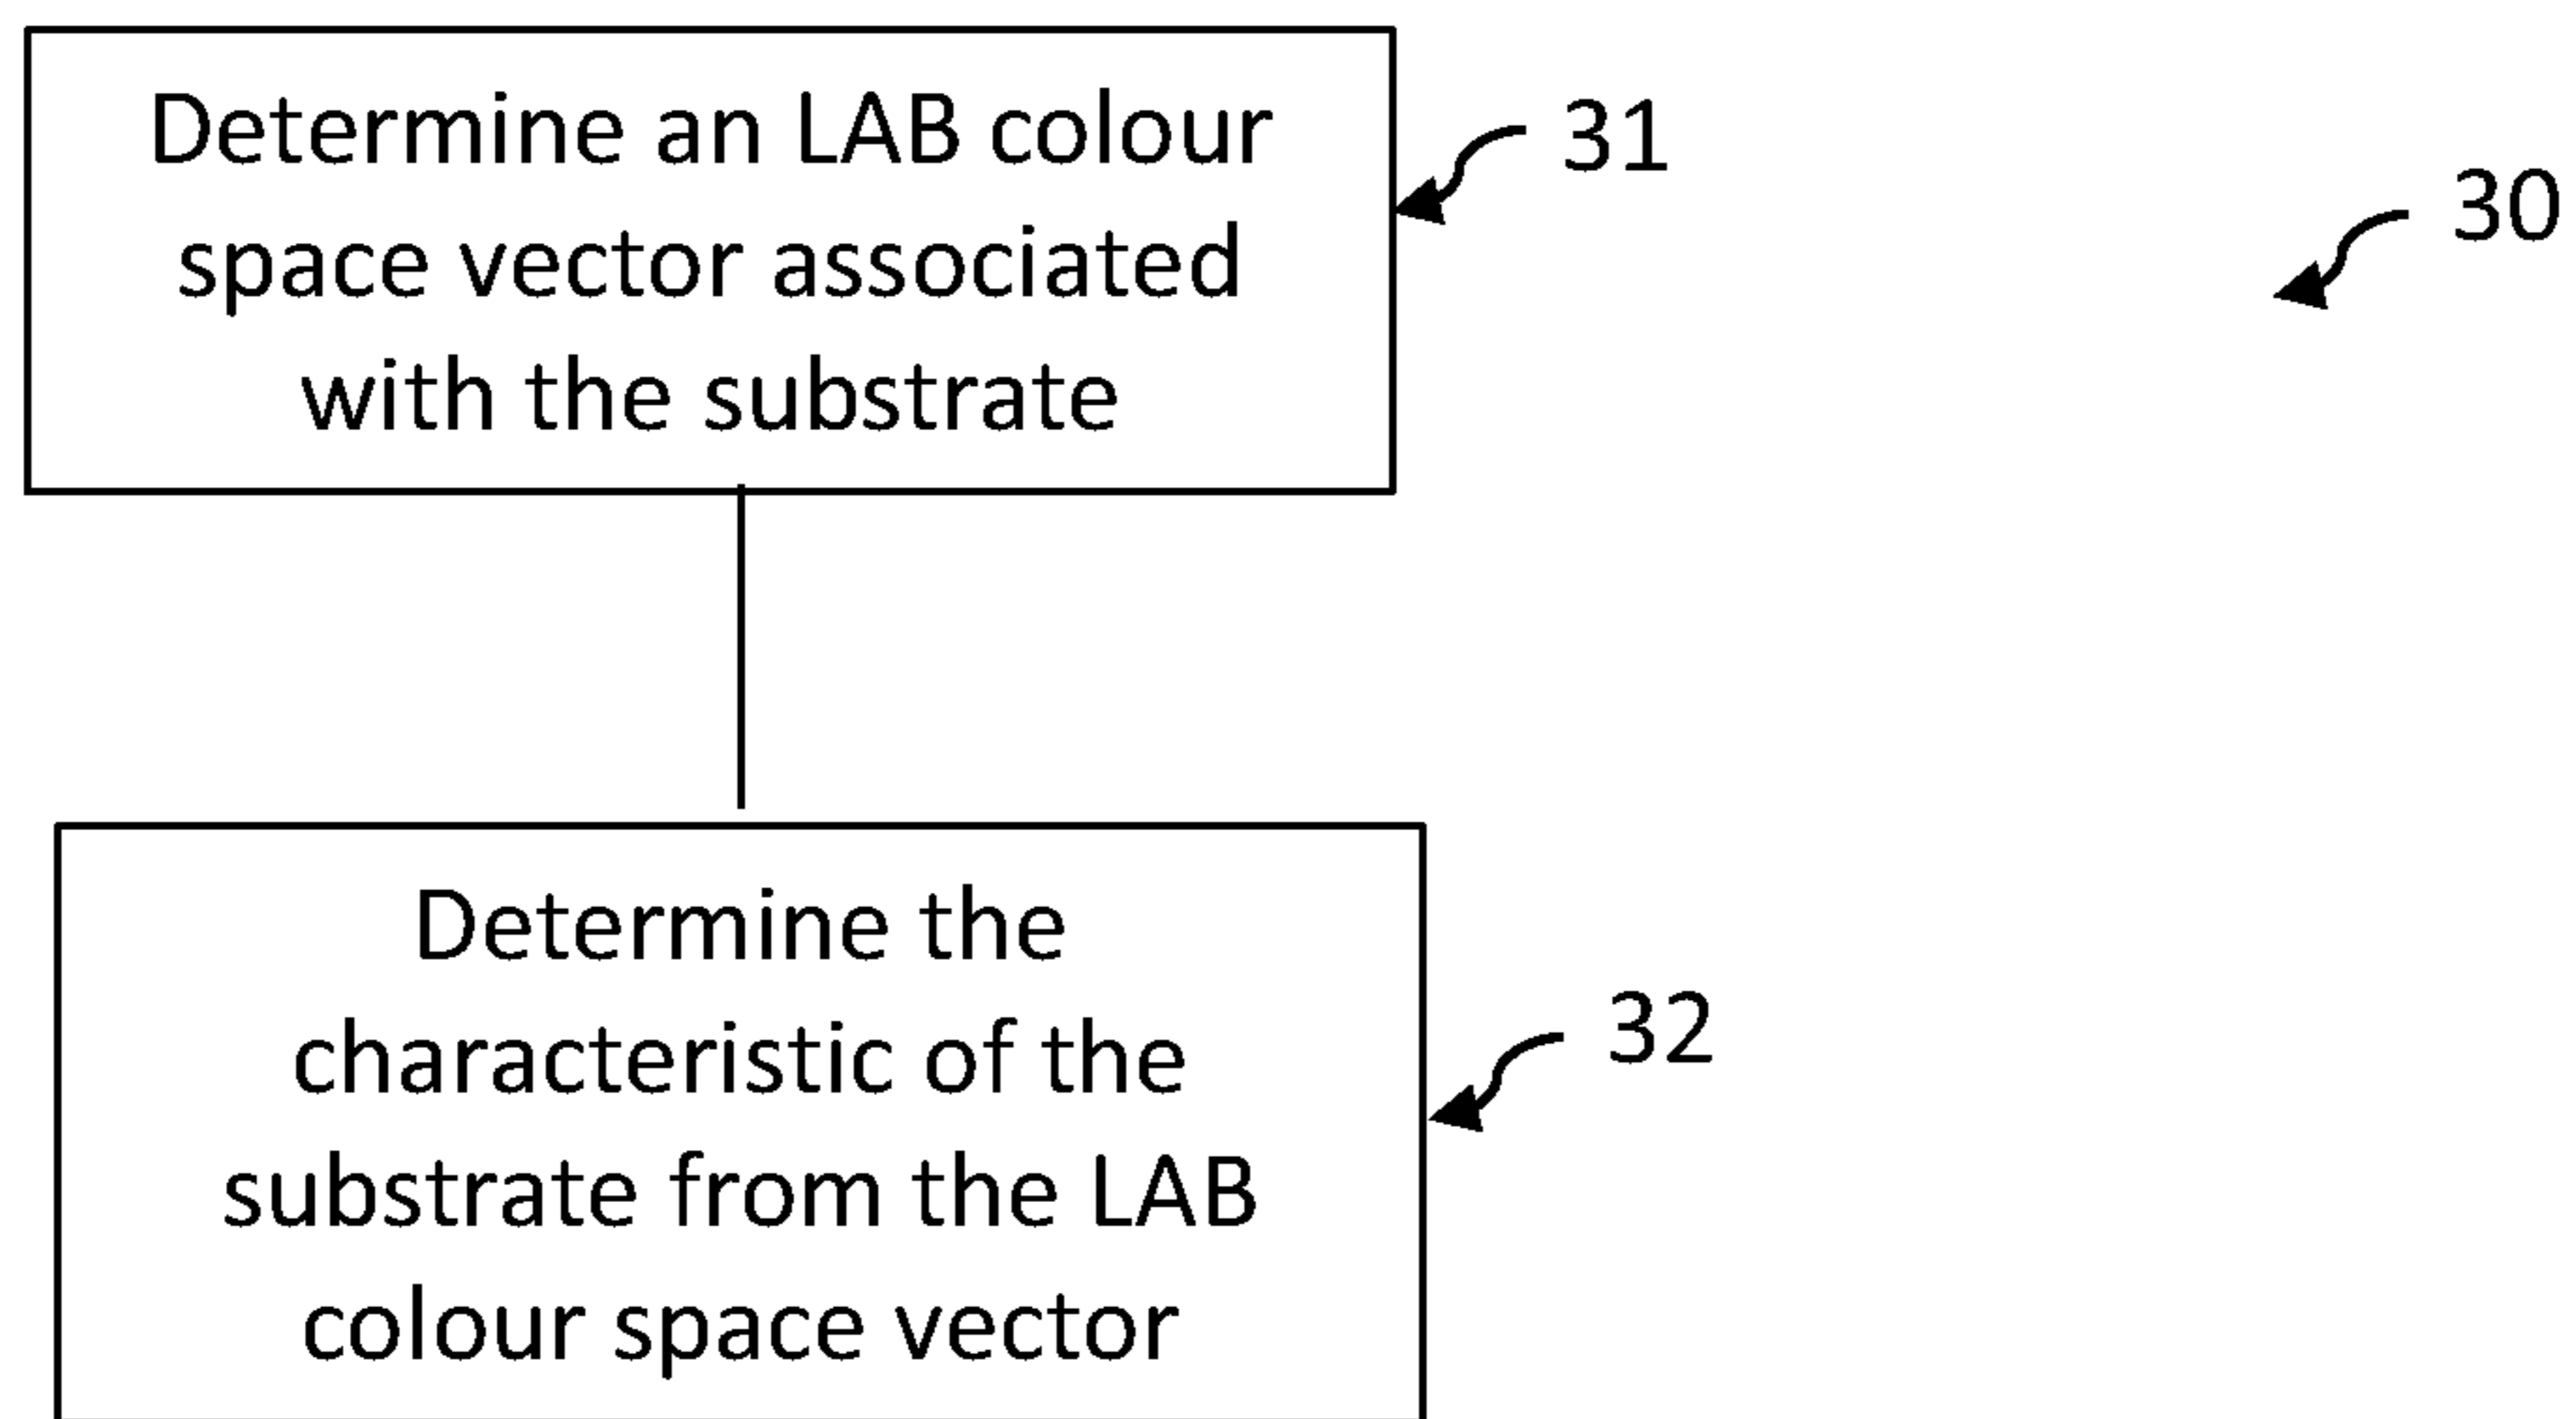 Determine an LAB colour
space vector associated
with the substrate
31
30
Determine the
characteristic of the
substrate from the LAB
colour space vector
32